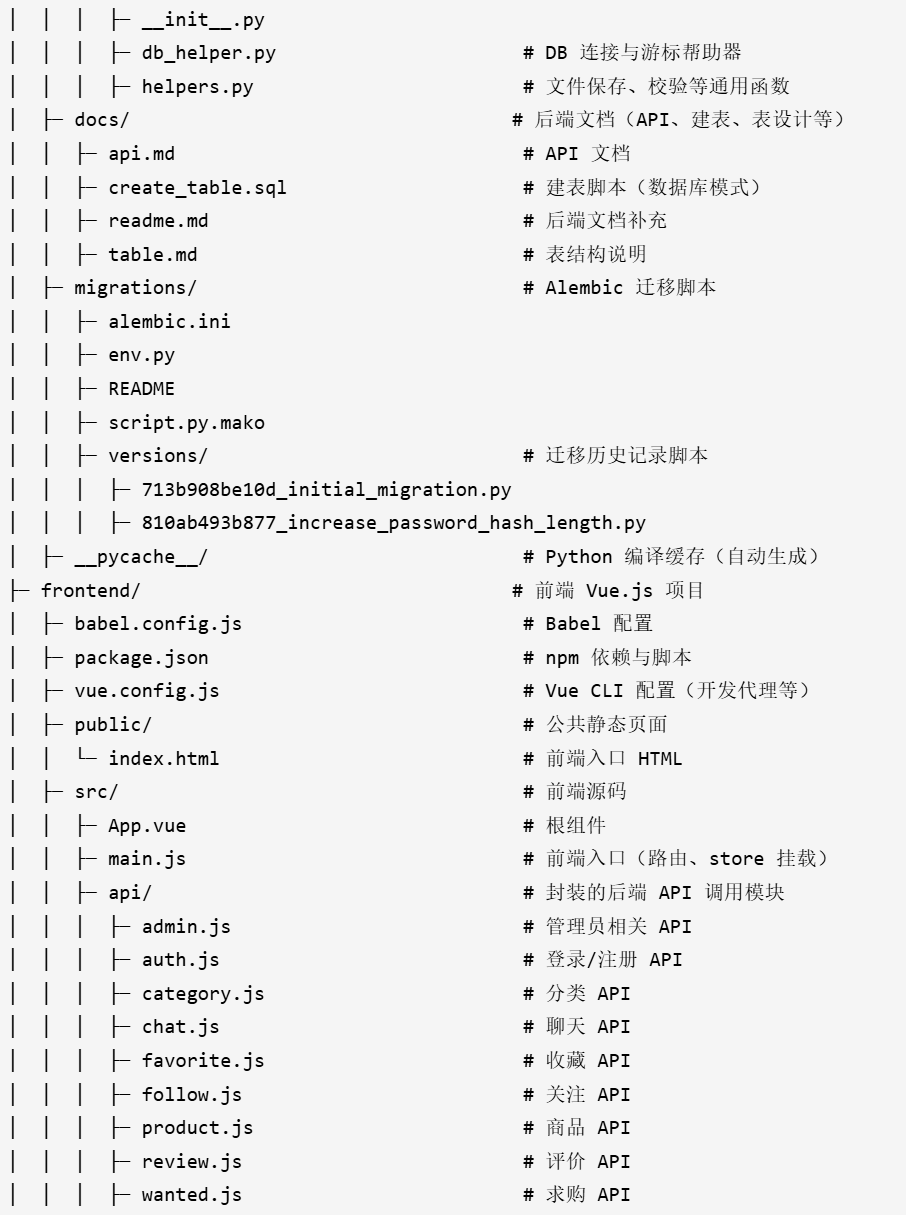 │  │  │  ├─ __init__.py
│  │  │  ├─ db_helper.py                      # DB 连接与游标帮助器
│  │  │  ├─ helpers.py                        # 文件保存、校验等通用函数
│  ├─ docs/                                  # 后端文档（API、建表、表设计等）
│  │  ├─ api.md                               # API 文档
│  │  ├─ create_table.sql                     # 建表脚本（数据库模式）
│  │  ├─ readme.md                            # 后端文档补充
│  │  ├─ table.md                             # 表结构说明
│  ├─ migrations/                             # Alembic 迁移脚本
│  │  ├─ alembic.ini
│  │  ├─ env.py
│  │  ├─ README
│  │  ├─ script.py.mako
│  │  ├─ versions/                            # 迁移历史记录脚本
│  │  │  ├─ 713b908be10d_initial_migration.py
│  │  │  ├─ 810ab493b877_increase_password_hash_length.py
│  ├─ __pycache__/                            # Python 编译缓存（自动生成）
├─ frontend/                                 # 前端 Vue.js 项目
│  ├─ babel.config.js                         # Babel 配置
│  ├─ package.json                            # npm 依赖与脚本
│  ├─ vue.config.js                           # Vue CLI 配置（开发代理等）
│  ├─ public/                                 # 公共静态页面
│  │  └─ index.html                           # 前端入口 HTML
│  ├─ src/                                    # 前端源码
│  │  ├─ App.vue                              # 根组件
│  │  ├─ main.js                              # 前端入口（路由、store 挂载）
│  │  ├─ api/                                 # 封装的后端 API 调用模块
│  │  │  ├─ admin.js                          # 管理员相关 API
│  │  │  ├─ auth.js                           # 登录/注册 API
│  │  │  ├─ category.js                       # 分类 API
│  │  │  ├─ chat.js                           # 聊天 API
│  │  │  ├─ favorite.js                       # 收藏 API
│  │  │  ├─ follow.js                         # 关注 API
│  │  │  ├─ product.js                        # 商品 API
│  │  │  ├─ review.js                         # 评价 API
│  │  │  ├─ wanted.js                         # 求购 API